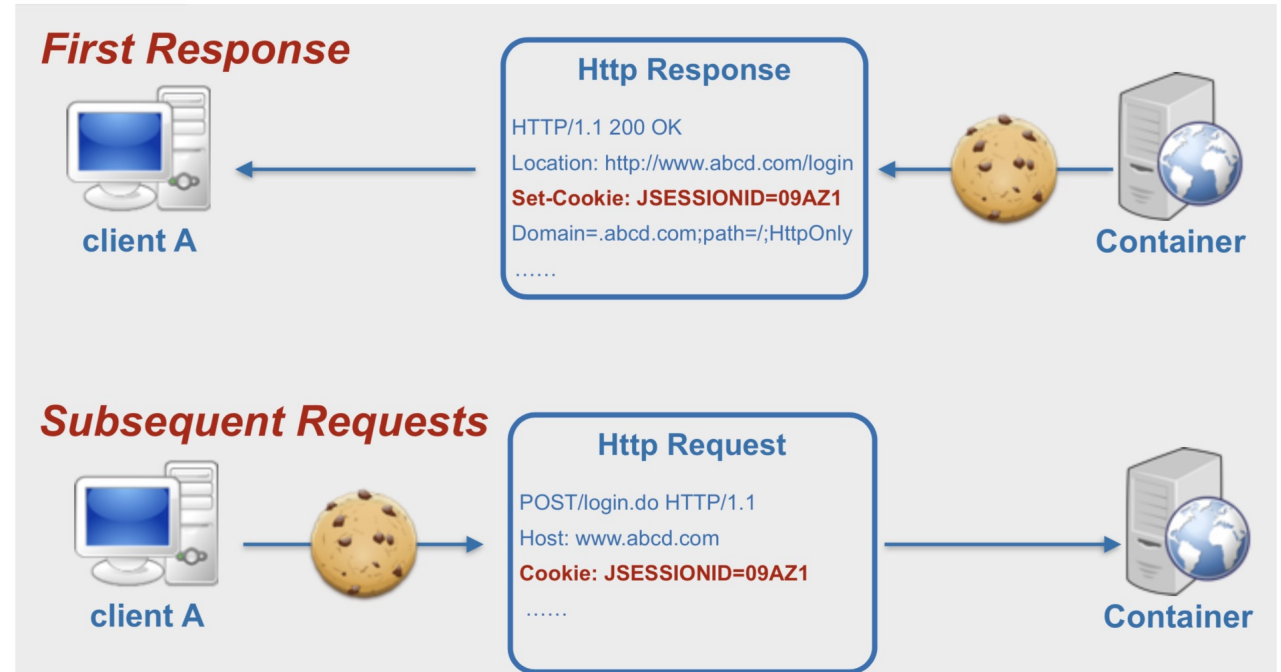 First Response
Http Response
HTTP/1.1 200 OK
Location: http://www.abcd.com/login
Set-Cookie: JSESSIONID=09AZ1
Domain=.abcd.com;path=/;HttpOnly
......
client A
Container
Subsequent Requests
Http Request
POST/login.do HTTP/1.1
Host: www.abcd.com
Cookie: JSESSIONID=09AZ1
......
client A
Container